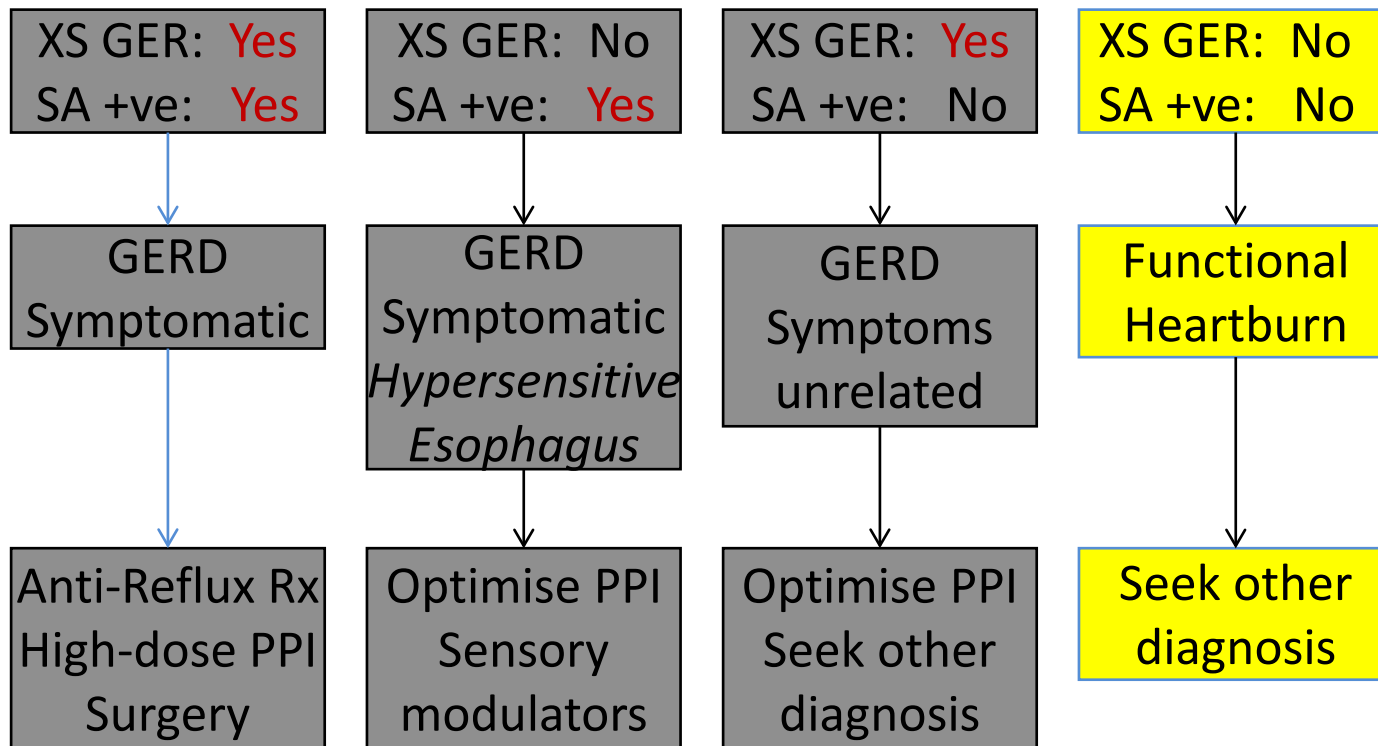 XS GER: Yes
SA +ve: Yes
XS GER: No
SA +ve: Yes
XS GER: Yes
SA +ve: No
XS GER: No
SA +ve: No
GERD
Symptomatic
GERD
Symptomatic
Hypersensitive
Esophagus
GERD
Symptoms
unrelated
Functional
Heartburn
Anti-Reflux Rx
High-dose PPI
Surgery
Optimise PPI
Sensory
modulators
Optimise PPI
Seek other
diagnosis
Seek other
diagnosis